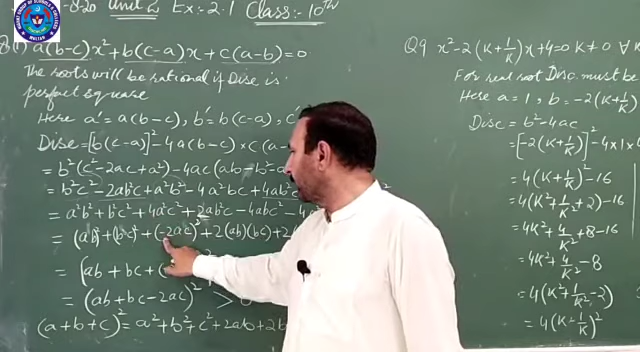 -8-20 Unit 2 Ex:-2.1 Class:-10th
Q8:) a(b-c)x²+b(c-a)x+c(a-b)=0
The roots will be rational if Disc is
perfect square
Here a'=a(b-c), b'=b(c-a), c'
Disc=[b(c-a)]²-4a(b-c)×c(a-
=b²(c²-2ac+a²)-4ac(ab-b²-a
=b²c²-2ab²c+a²b²-4a²bc+4ab²c
=a²b²+b²c²+4a²c²+2ab²c-4abc²-4
=(ab)²+(bc)²+(-2ac)²+2(ab)(bc)+2
=[ab+bc+(
=(ab+bc-2ac)²>0
(a+b+c)²=a²+b²+c²+2ab+2b
Q9 x²-2(K+1/K)x+4=0 K≠0 ∀ K
For real root Disc. must be
Here a=1, b=-2(K+1/K)
Disc=b²-4ac
=[-2(K+1/K)]²-4×1×
=4(K+1/K)²-16
=4K²+4/K²+8-16
=4K²+4/K²-8
=4(K²+1/K²-2)
=4(K-1/K)²